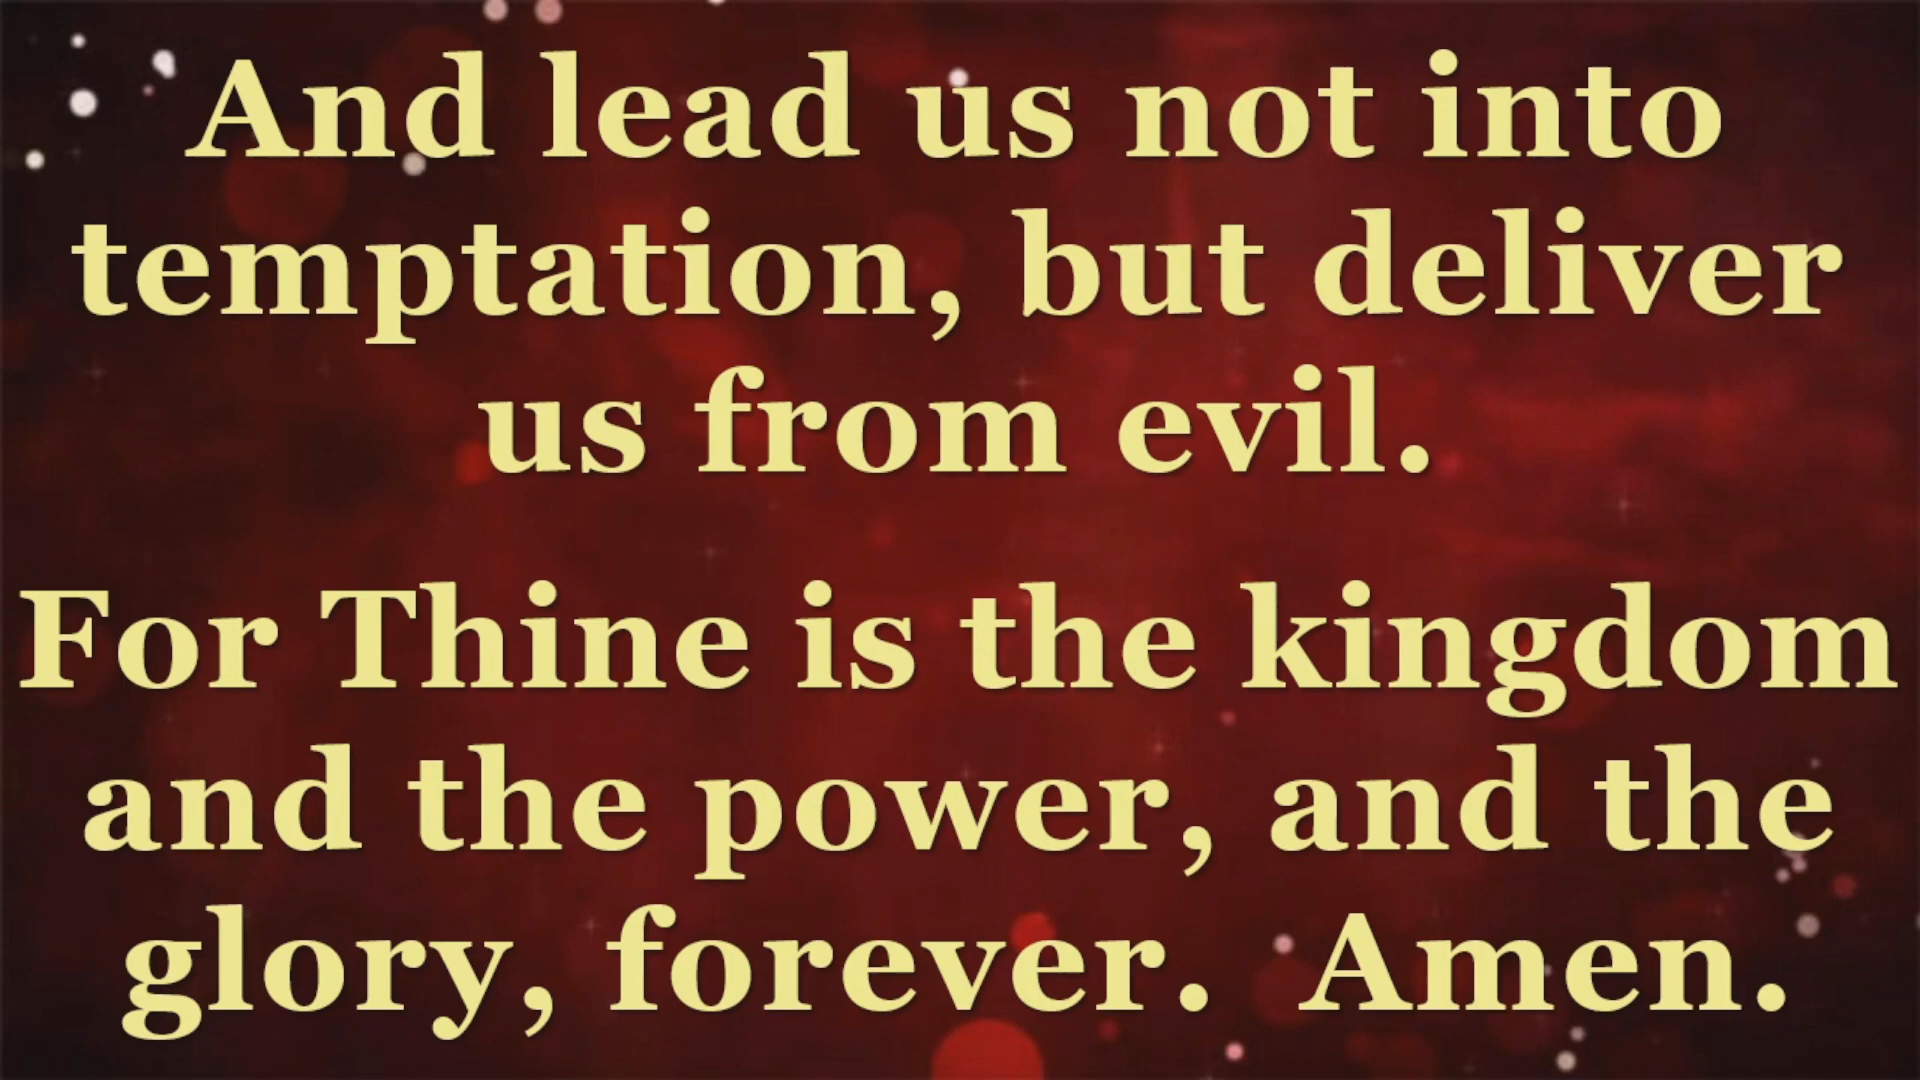 And lead us not into
temptation, but deliver
us from evil.
For Thine is the kingdom
and the power, and the
glory, forever.  Amen.